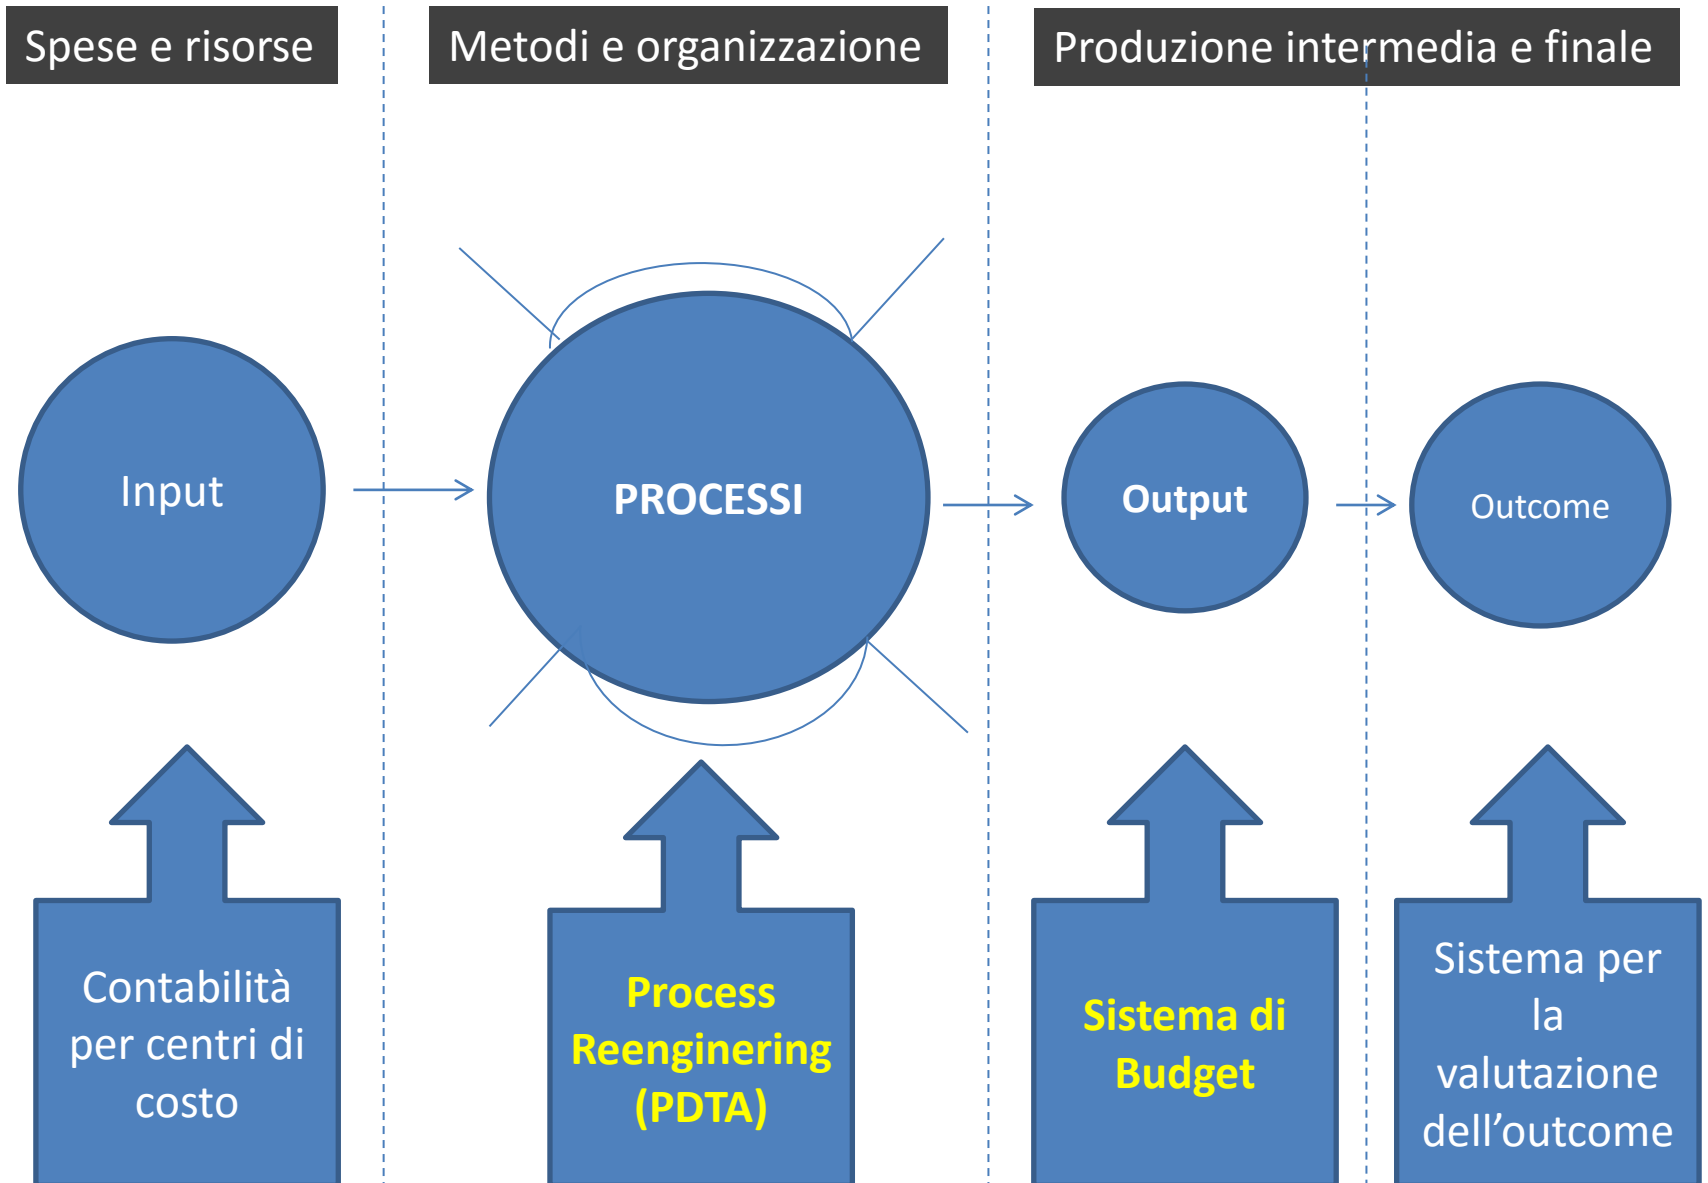 Spese e risorse
Metodi e organizzazione
Produzione intermedia e finale
Input
PROCESSI
Output
Outcome
Contabilità
per centri di
costo
Process
Reenginering
(PDTA)
Sistema di
Budget
Sistema per
la
valutazione
dell’outcome